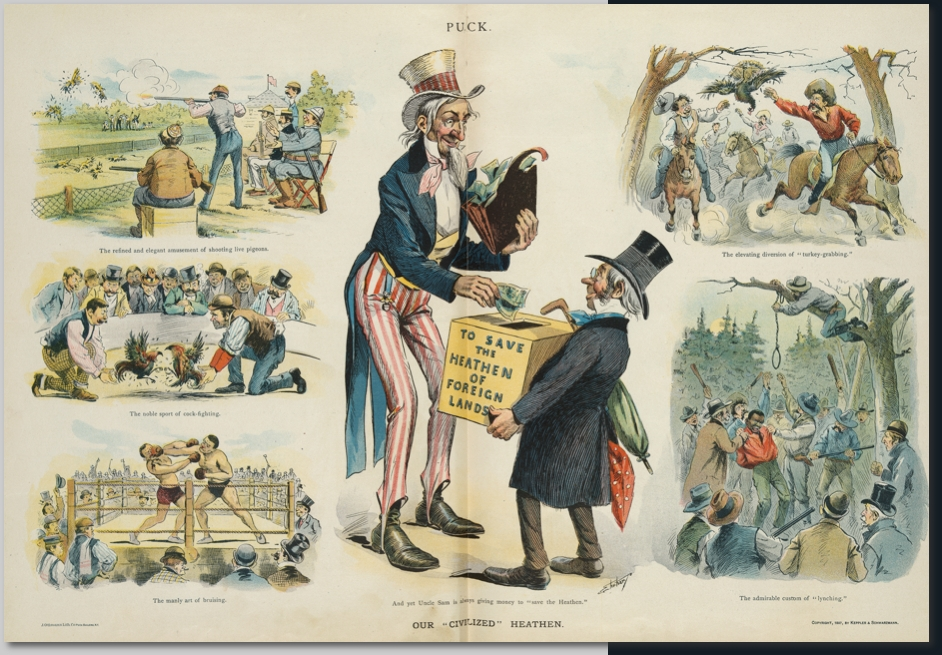 PUCK.
The refined and elegant amusement of shooting live pigeons.
The elevating diversion of "turkey-grabbing."
TO SAVE
THE
HEATHEN
OF
FOREIGN
LANDS
The noble sport of cock-fighting.
The manly art of bruising.
And yet Uncle Sam is always giving money to "save the Heathen."
The admirable custom of "lynching."
OUR "CIVILIZED" HEATHEN.
COPYRIGHT, 1897, BY KEPPLER & SCHWARZMANN.